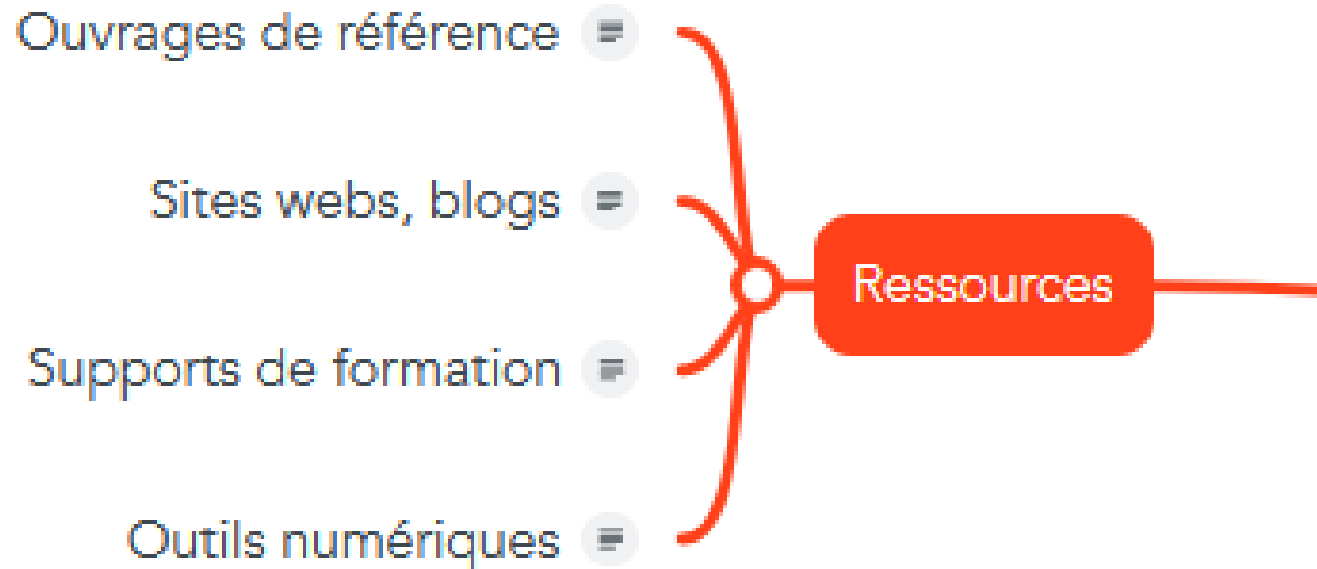 Ouvrages de référence
Sites webs, blogs
Ressources
Supports de formation
Outils numériques